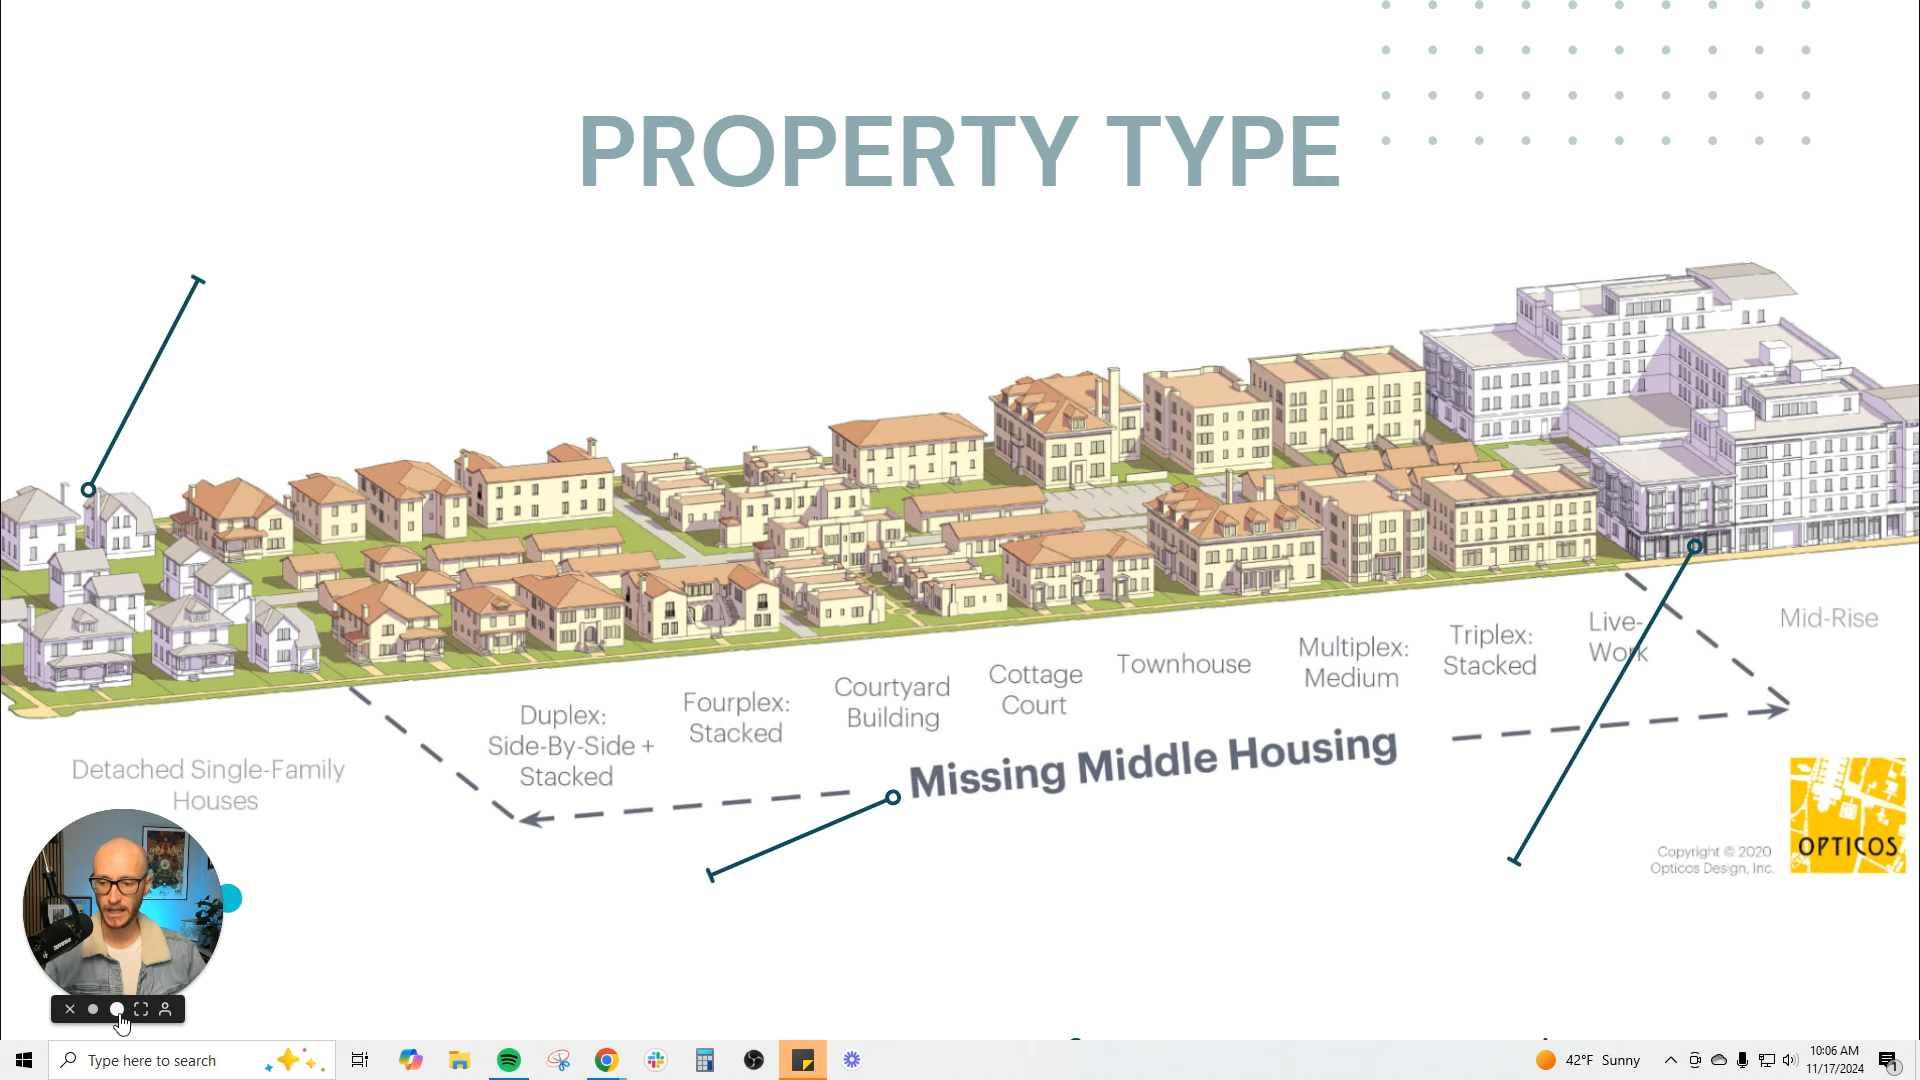 PROPERTY TYPE
Mid-Rise
Live-
Work
Triplex:
Stacked
Multiplex:
Medium
Townhouse
Cottage
Court
Courtyard
Building
Fourplex:
Stacked
Duplex:
Side-By-Side +
Stacked
Detached Single-Family
Houses
Missing Middle Housing
Copyright © 2020
Opticos Design, Inc.
OPTICOS
Type here to search
42°F Sunny
10:06 AM
11/17/2024
1